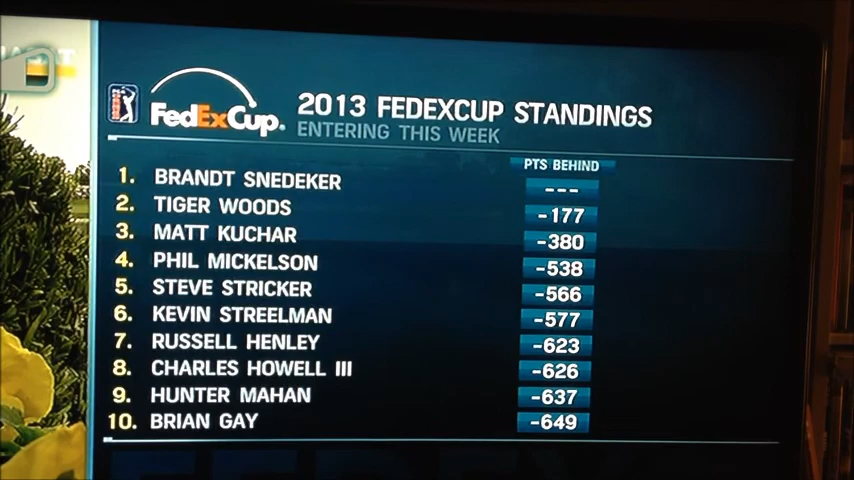 FedExCup.
2013 FEDEXCUP STANDINGS
ENTERING THIS WEEK
PTS BEHIND
1. BRANDT SNEDEKER ---
2. TIGER WOODS -177
3. MATT KUCHAR -380
4. PHIL MICKELSON -538
5. STEVE STRICKER -566
6. KEVIN STREELMAN -577
7. RUSSELL HENLEY -623
8. CHARLES HOWELL III -626
9. HUNTER MAHAN -637
10. BRIAN GAY -649